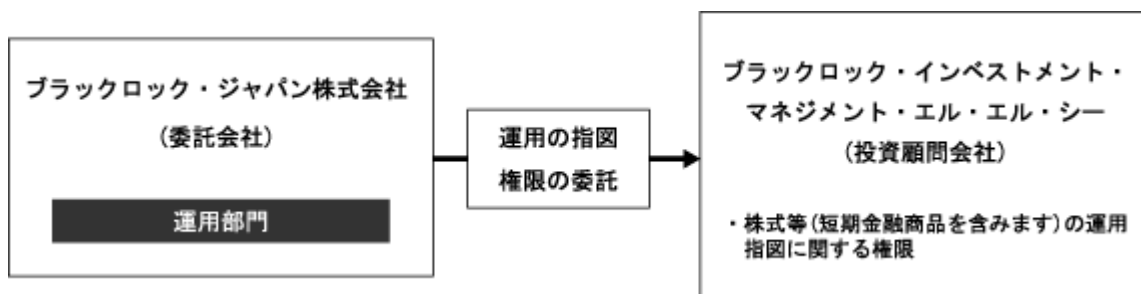 ブラックロック・ジャパン株式会社
(委託会社)
運用部門
運用の指図
権限の委託
ブラックロック・インベストメント・
マネジメント・エル・エル・シー
(投資顧問会社)
・株式等(短期金融商品を含みます)の運用
指図に関する権限